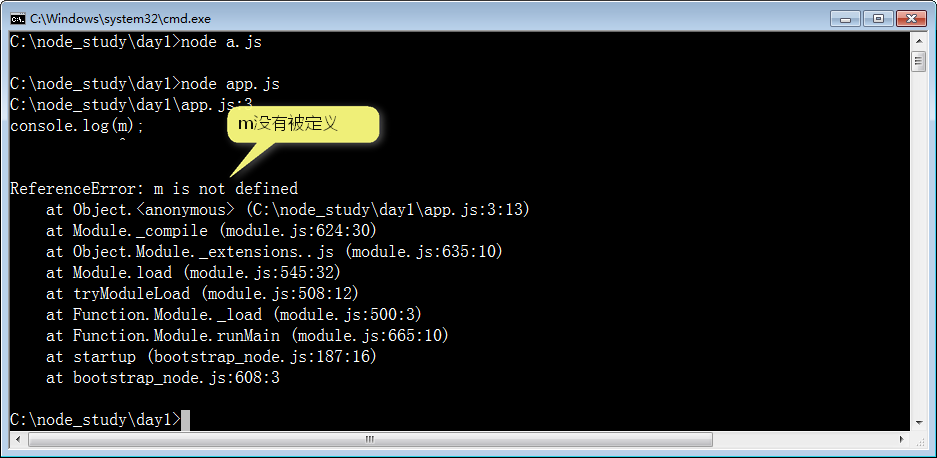 C:\Windows\system32\cmd.exe
C:\node_study\day1>node a.js
C:\node_study\day1>node app.js
C:\node_study\day1\app.js:3
console.log(m);
^
m没有被定义
ReferenceError: m is not defined
at Object.<anonymous> (C:\node_study\day1\app.js:3:13)
at Module._compile (module.js:624:30)
at Object.Module._extensions..js (module.js:635:10)
at Module.load (module.js:545:32)
at tryModuleLoad (module.js:508:12)
at Function.Module._load (module.js:500:3)
at Function.Module.runMain (module.js:665:10)
at startup (bootstrap_node.js:187:16)
at bootstrap_node.js:608:3
C:\node_study\day1>